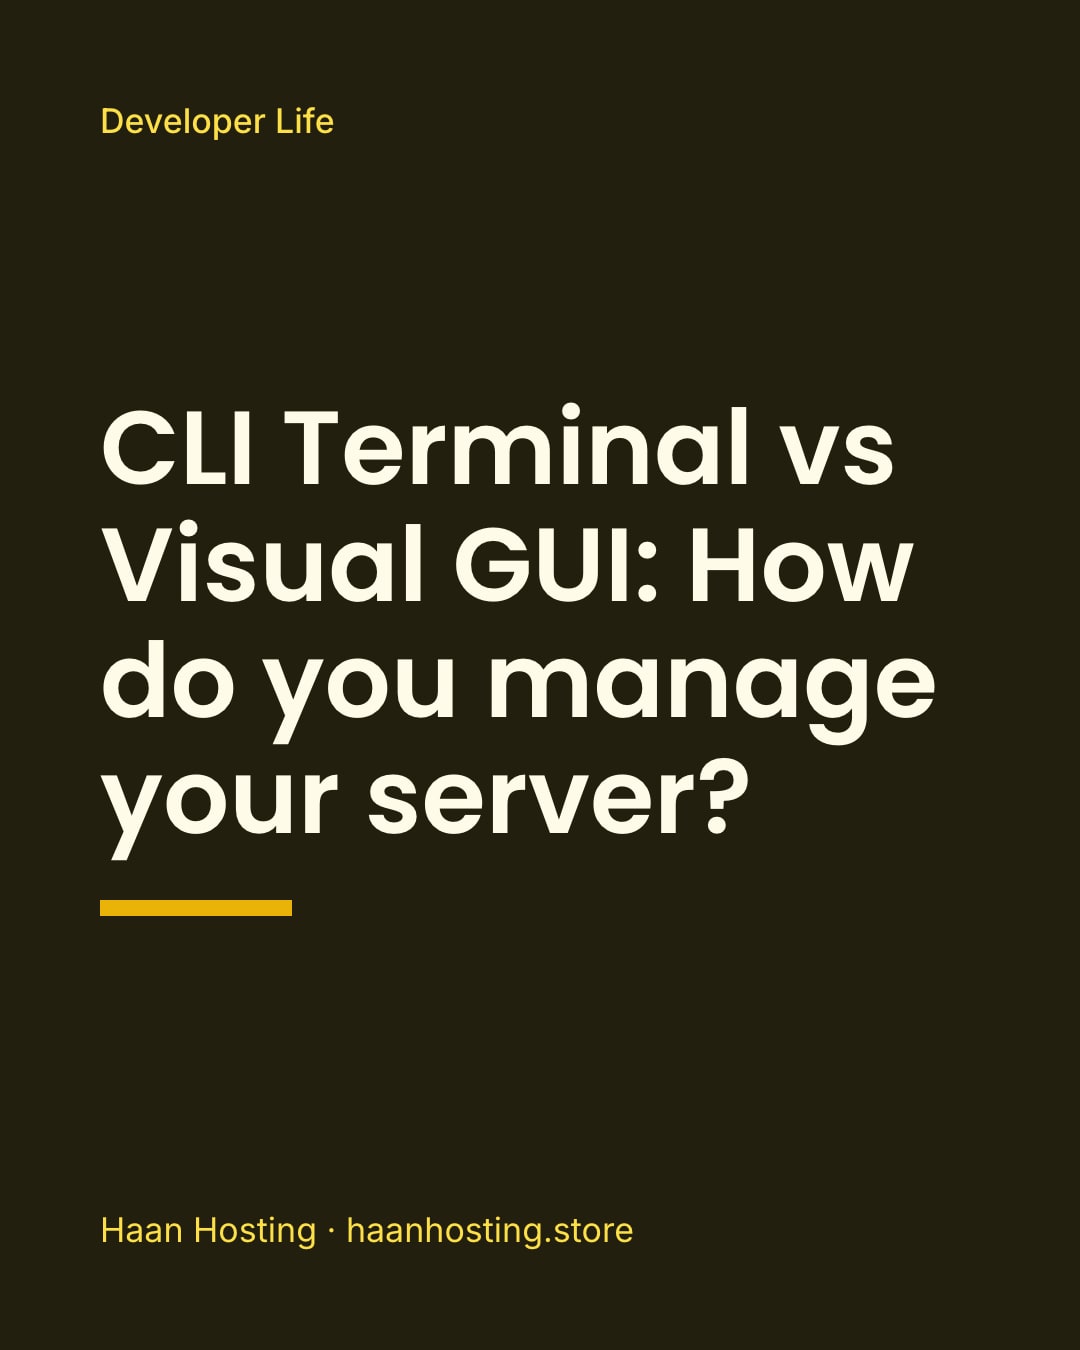 Developer Life
CLI Terminal vs
Visual GUI: How
do you manage
your server?
Haan Hosting · haanhosting.store